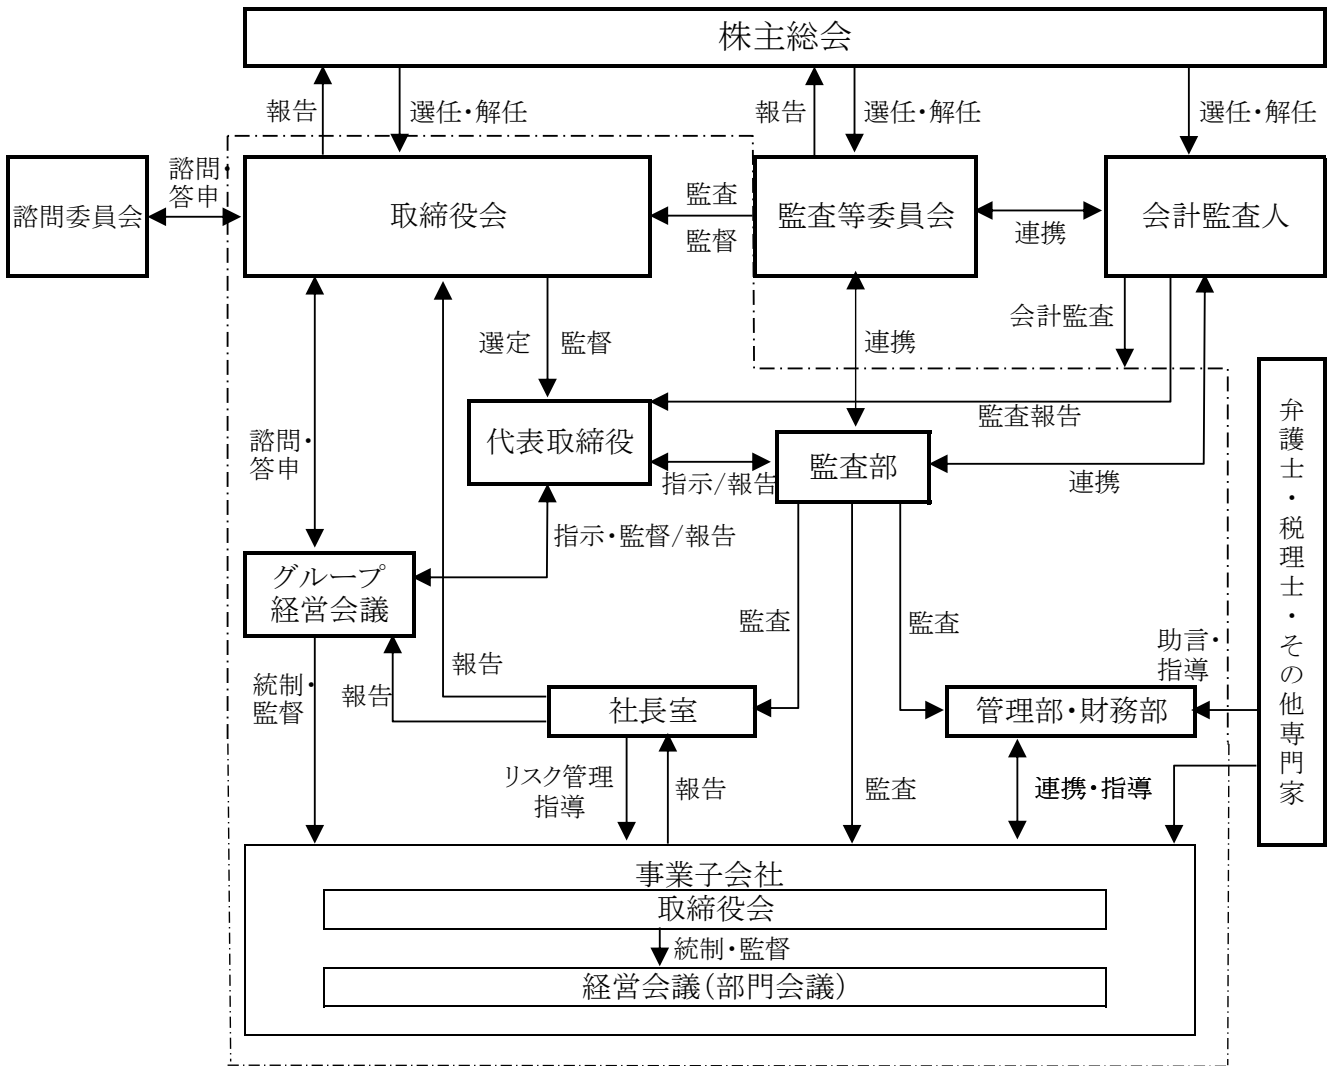 株主総会
報告
選任・解任
報告
選任・解任
選任・解任
諮問・
答申
諮問委員会
取締役会
監査
監督
監査等委員会
連携
会計監査人
選定
監督
連携
会計監査
監査報告
代表取締役
指示/報告
監査部
連携
諮問・
答申
指示・監督/報告
グループ
経営会議
監査
監査
助言・
指導
弁護士・税理士・その他専門家
統制・
監督
報告
報告
社長室
管理部・財務部
リスク管理
指導
報告
監査
連携・指導
事業子会社
取締役会
統制・監督
経営会議(部門会議)